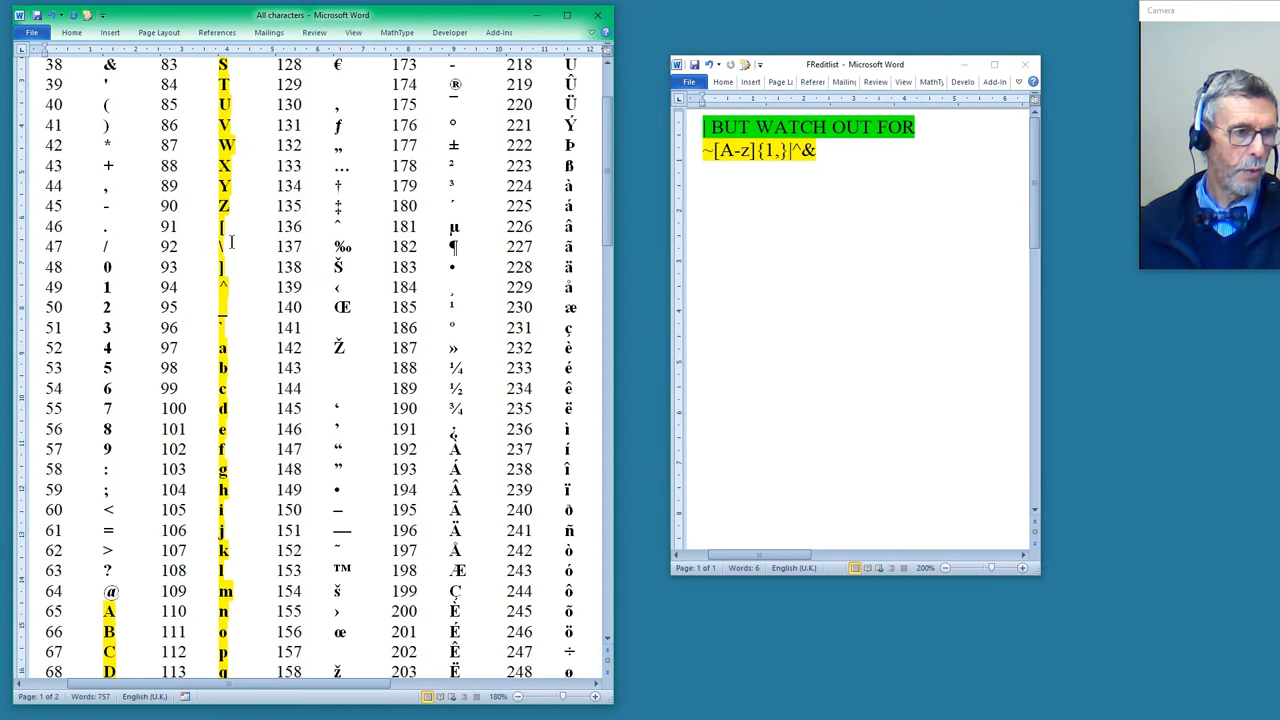 All characters - Microsoft Word
File Home Insert Page Layout References Mailings Review View MathType Developer Add-Ins
38 & 83 S 128 € 173 - 218 Ú
39 ' 84 T 129 174 ® 219 Û
40 ( 85 U 130 ‚ 175 ¯ 220 Ü
41 ) 86 V 131 ƒ 176 ° 221 Ý
42 * 87 W 132 „ 177 ± 222 Þ
43 + 88 X 133 … 178 ² 223 ß
44 , 89 Y 134 † 179 ³ 224 à
45 - 90 Z 135 ‡ 180 ´ 225 á
46 . 91 [ 136 ˆ 181 µ 226 â
47 / 92 \ 137 ‰ 182 ¶ 227 ã
48 0 93 ] 138 Š 183 • 228 ä
49 1 94 ^ 139 ‹ 184 ¸ 229 å
50 2 95 _ 140 Œ 185 ¹ 230 æ
51 3 96 ` 141 186 º 231 ç
52 4 97 a 142 Ž 187 » 232 è
53 5 98 b 143 188 ¼ 233 é
54 6 99 c 144 189 ½ 234 ê
55 7 100 d 145 ‘ 190 ¾ 235 ë
56 8 101 e 146 ’ 191 ¿ 236 ì
57 9 102 f 147 “ 192 À 237 í
58 : 103 g 148 ” 193 Á 238 î
59 ; 104 h 149 • 194 Â 239 ï
60 < 105 i 150 – 195 Ã 240 ð
61 = 106 j 151 — 196 Ä 241 ñ
62 > 107 k 152 ˜ 197 Å 242 ò
63 ? 108 l 153 ™ 198 Æ 243 ó
64 @ 109 m 154 š 199 Ç 244 ô
65 A 110 n 155 › 200 È 245 õ
66 B 111 o 156 œ 201 É 246 ö
67 C 112 p 157 202 Ê 247 ÷
68 D 113 q 158 ž 203 Ë 248 ø
Page: 1 of 2 Words: 757 English (U.K.) 180%
FReditlist - Microsoft Word
File Home Insert Page La Referer Mailin Review View MathTy Develo Add-In
| BUT WATCH OUT FOR
~[A-z]{1,}|^&
Page: 1 of 1 Words: 6 English (U.K.) 200%
Camera